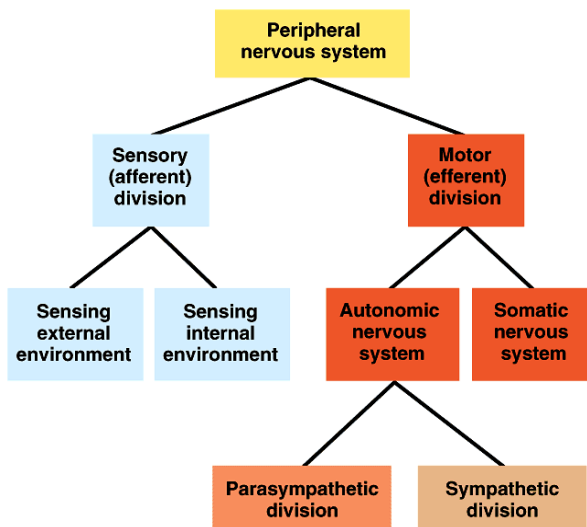 Peripheral
nervous system
Sensory
(afferent)
division
Motor
(efferent)
division
Sensing
external
environment
Sensing
internal
environment
Autonomic
nervous
system
Somatic
nervous
system
Parasympathetic
division
Sympathetic
division